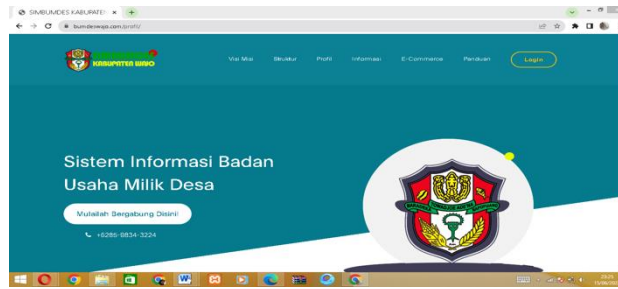 SIMBUMDES KABUPATE
bumdeswajo.com/profil/
KABUPATEN WAJO
Visi Misi Struktur Profil Informasi E-Commerce Panduan Login
Sistem Informasi Badan
Usaha Milik Desa
Mulailah Bergabung Disini!
+6285-9834-3224